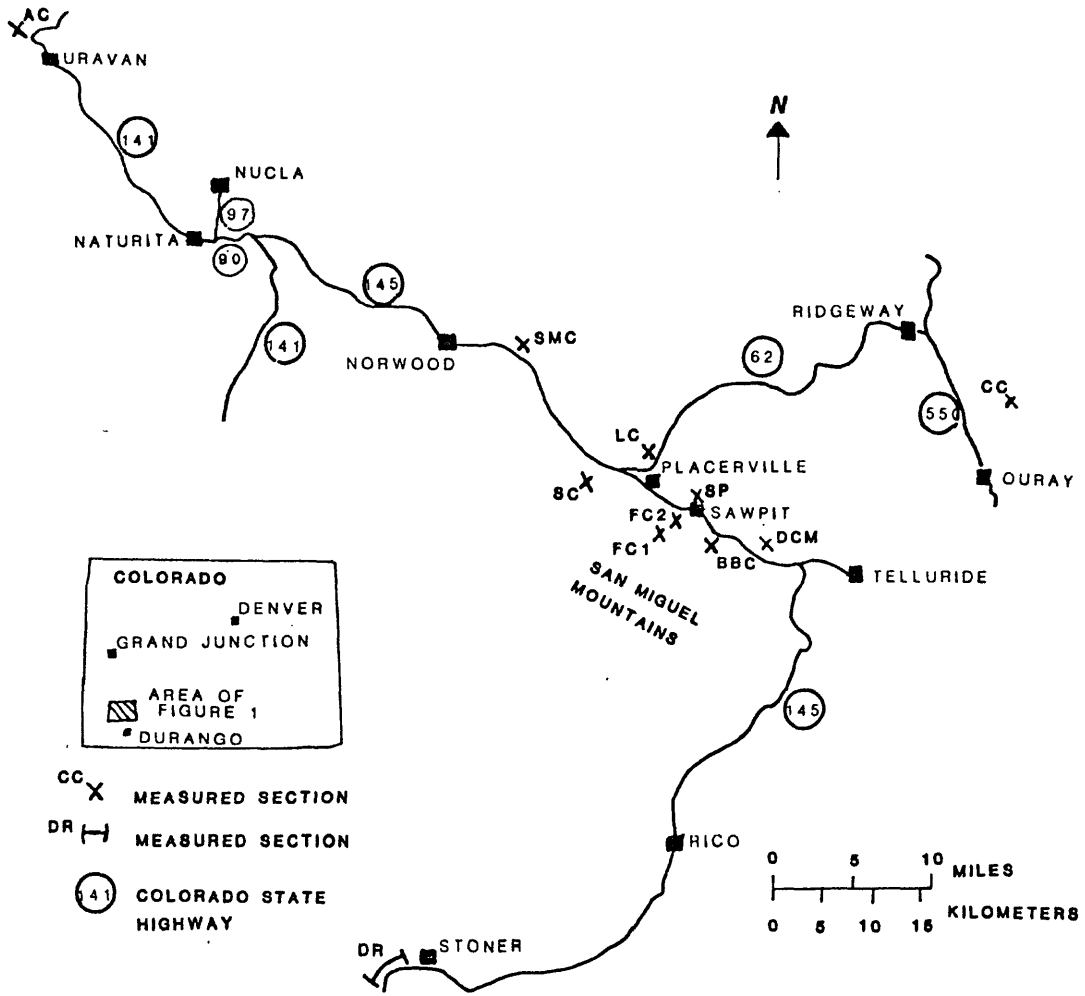 AC
URAVAN
141
NUCLA
97
NATURITA
90
N
145
141
NORWOOD
SMC
RIDGEWAY
62
CC
550
LC
PLACERVILLE
OURAY
SC
SP
SAWPIT
FC2
FC1
DCM
BBC
TELLURIDE
SAN MIGUEL
MOUNTAINS
COLORADO
DENVER
GRAND JUNCTION
AREA OF
FIGURE 1
DURANGO
145
CC
MEASURED SECTION
DR
MEASURED SECTION
141
COLORADO STATE
HIGHWAY
RICO
0 5 10
MILES
0 5 10 15
KILOMETERS
DR
STONER